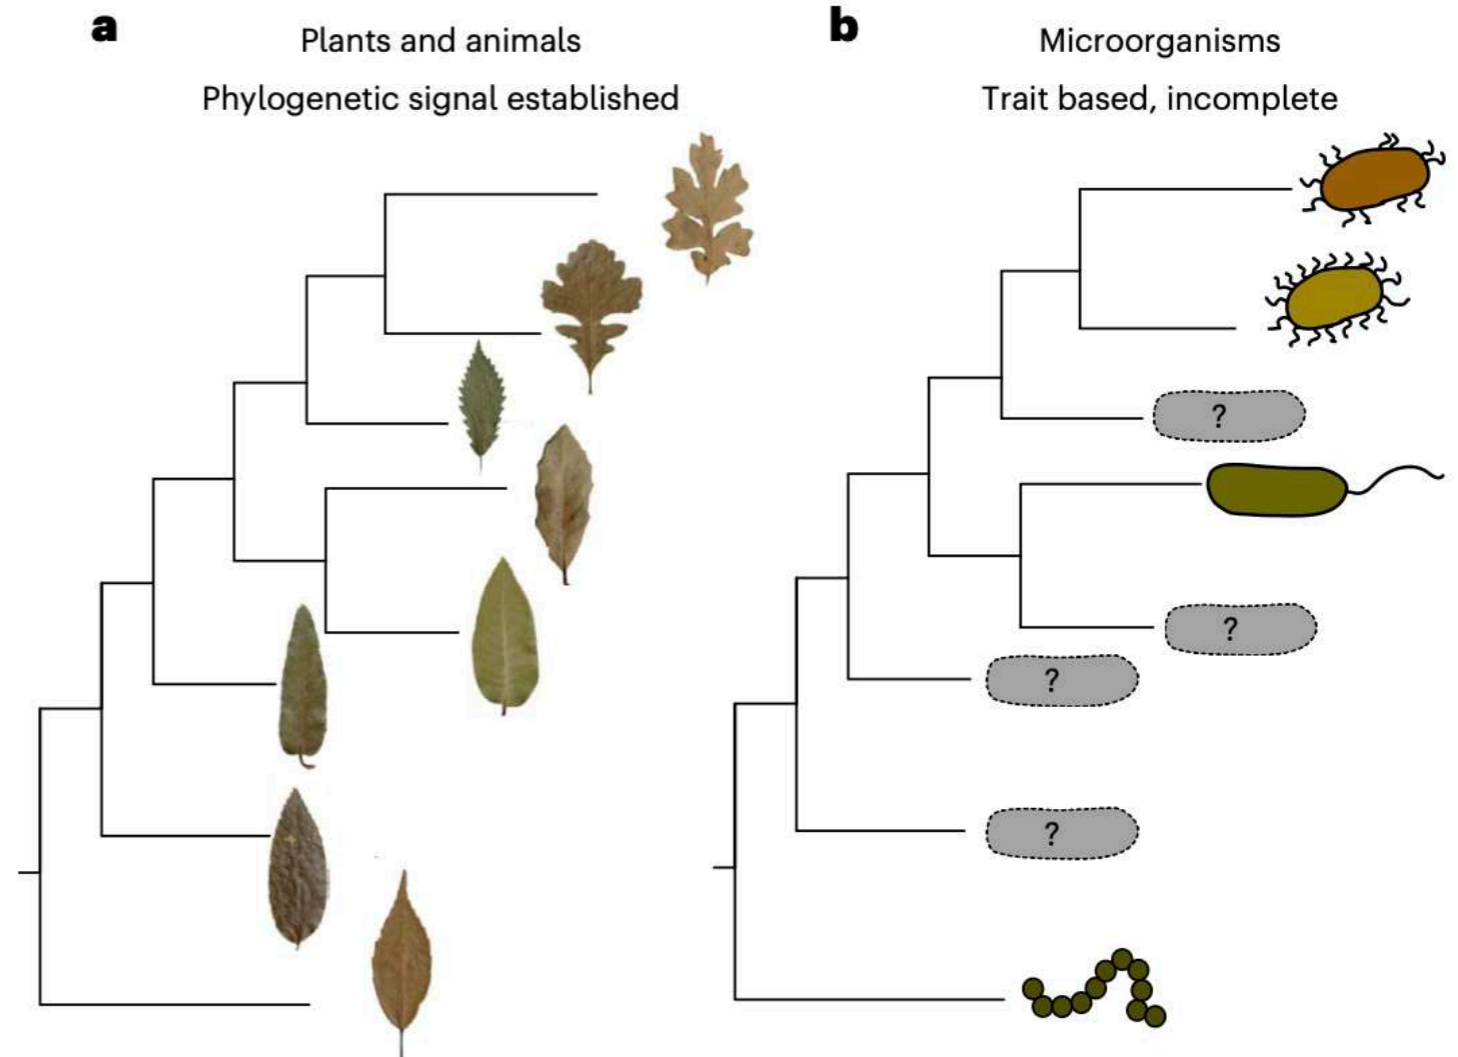 a
Plants and animals
Phylogenetic signal established
b
Microorganisms
Trait based, incomplete
?
?
?
?